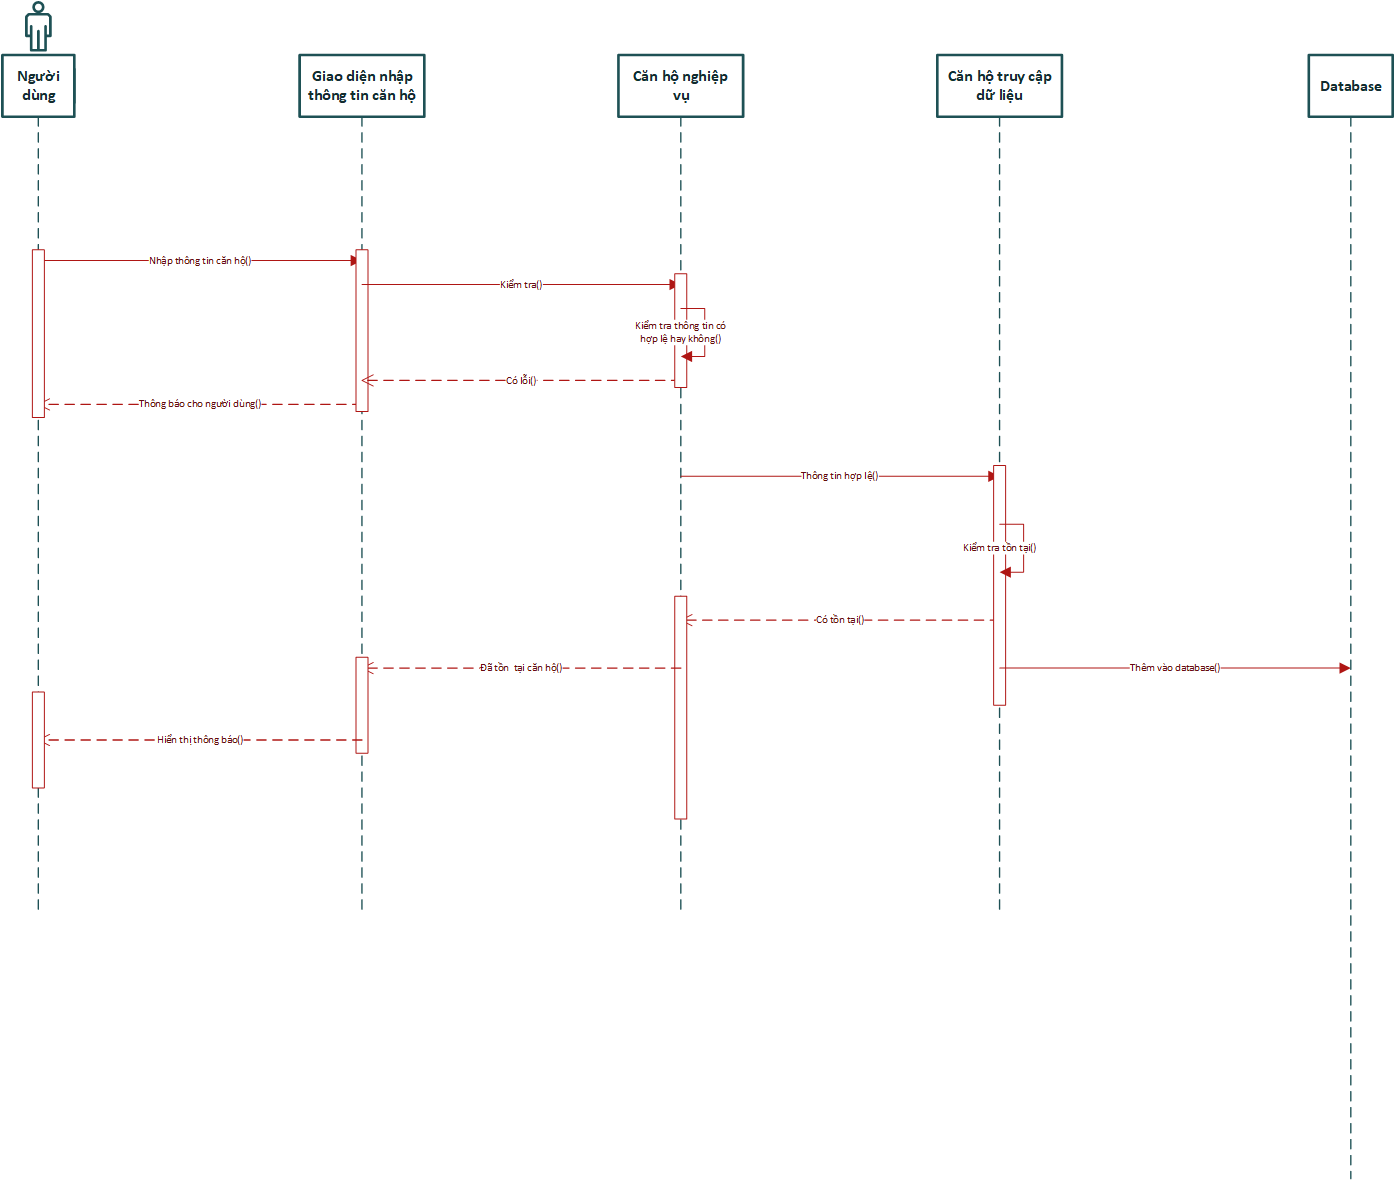 Người
dùng
Giao diện nhập
thông tin căn hộ
Căn hộ nghiệp
vụ
Căn hộ truy cập
dữ liệu
Database
Nhập thông tin căn hộ()
Kiểm tra()
Kiểm tra thông tin có
hợp lệ hay không()
Có lỗi()
Thông báo cho người dùng()
Thông tin hợp lệ()
Kiểm tra tồn tại()
Có tồn tại()
Đã tồn tại căn hộ()
Thêm vào database()
Hiển thị thông báo()